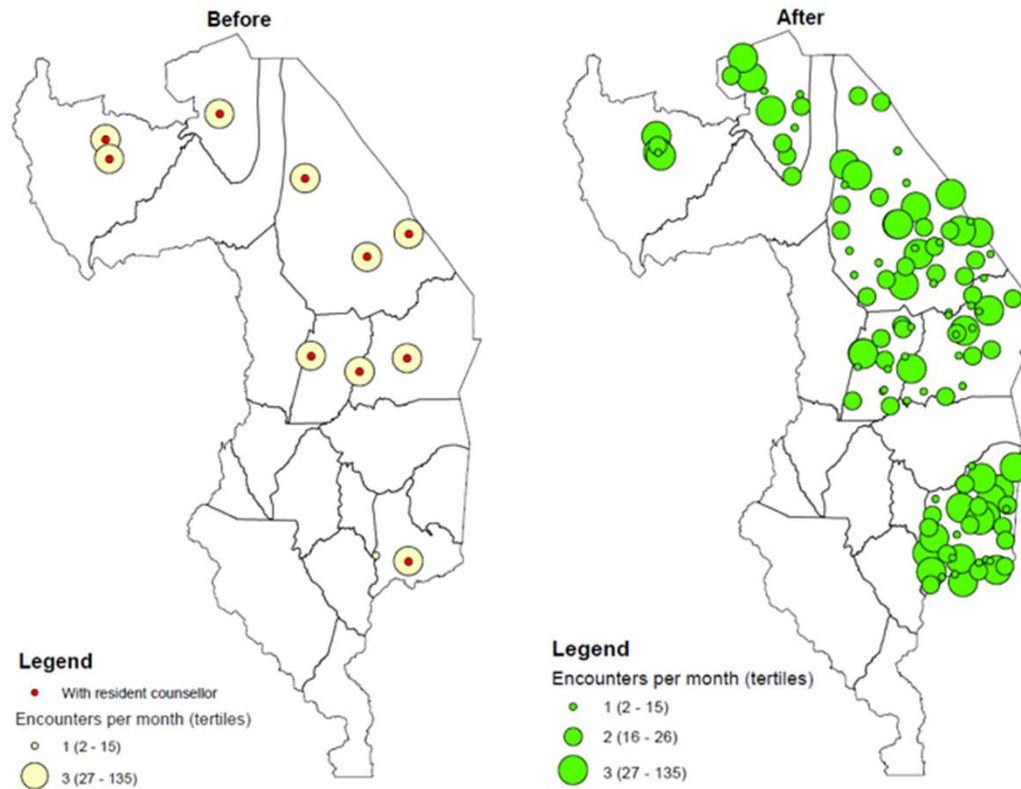 Before
After
Legend
With resident counsellor
Encounters per month (tertiles)
1 (2 - 15)
3 (27 - 135)
Legend
Encounters per month (tertiles)
1 (2 - 15)
2 (16 - 26)
3 (27 - 135)